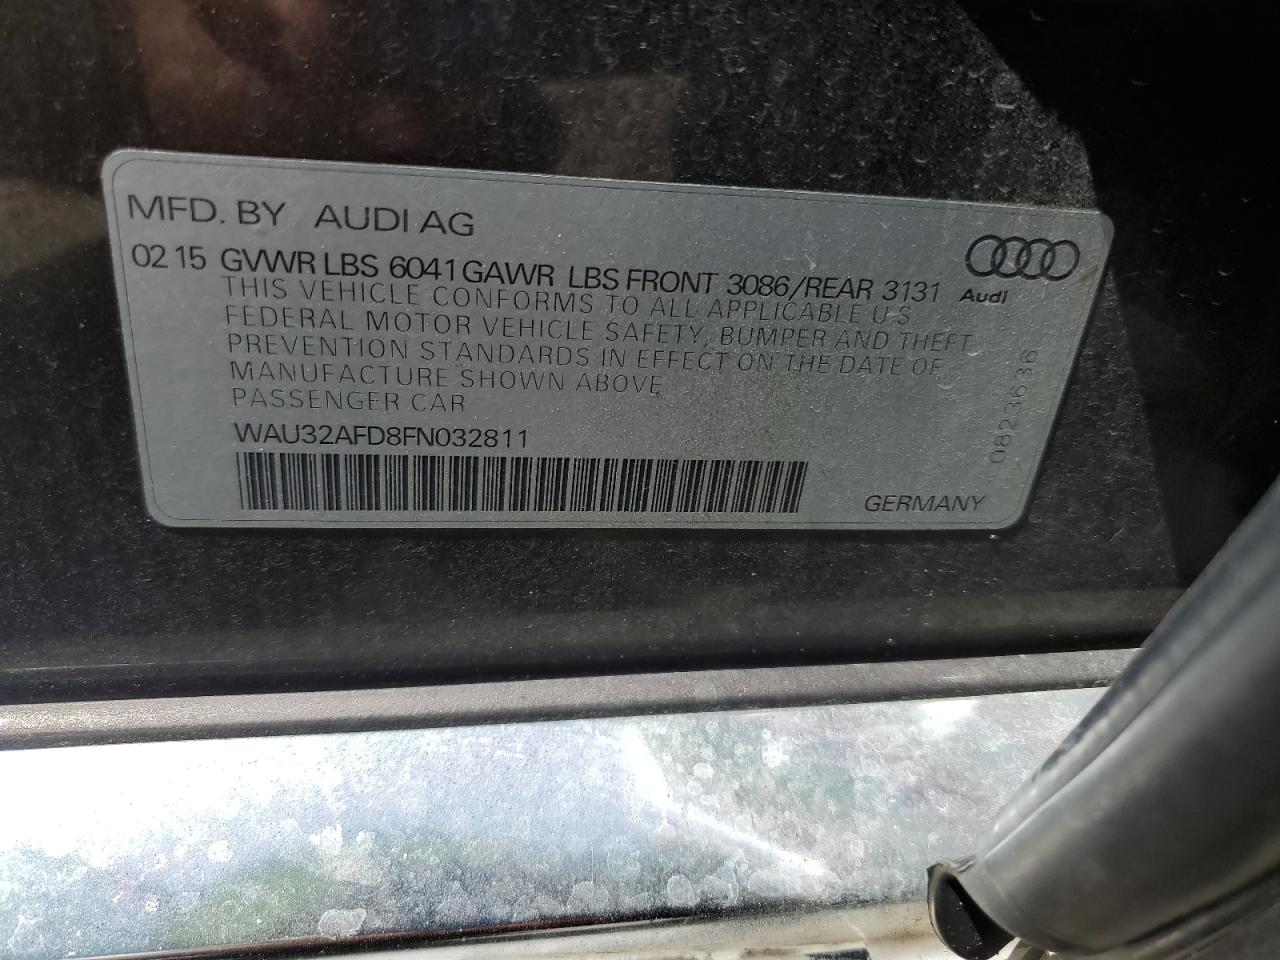 MFD. BY AUDI AG
02 15 GVWR LBS 6041 GAWR LBS FRONT 3086/REAR 3131
Audi
THIS VEHICLE CONFORMS TO ALL APPLICABLE U S
FEDERAL MOTOR VEHICLE SAFETY, BUMPER AND THEFT
PREVENTION STANDARDS IN EFFECT ON THE DATE OF
MANUFACTURE SHOWN ABOVE,
PASSENGER CAR
WAU32AFD8FN032811
GERMANY
0823636